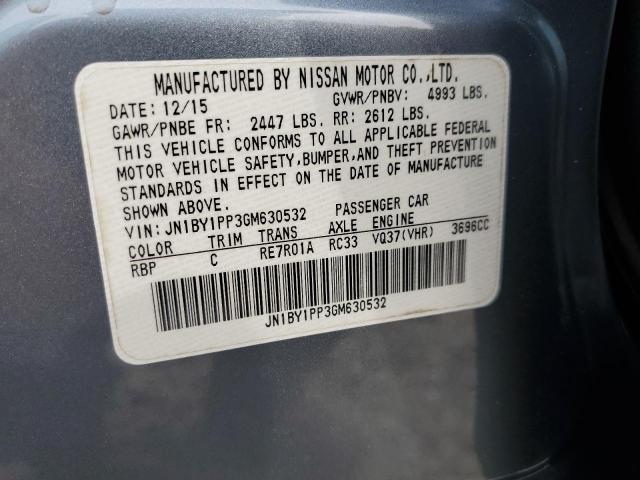 MANUFACTURED BY NISSAN MOTOR CO.,LTD.
DATE: 12/15 GVWR/PNBV: 4993 LBS.
GAWR/PNBE FR: 2447 LBS. RR: 2612 LBS.
THIS VEHICLE CONFORMS TO ALL APPLICABLE FEDERAL
MOTOR VEHICLE SAFETY, BUMPER, AND THEFT PREVENTION
STANDARDS IN EFFECT ON THE DATE OF MANUFACTURE
SHOWN ABOVE.
VIN: JN1BY1PP3GM630532 PASSENGER CAR
COLOR TRIM TRANS AXLE ENGINE
RBP C RE7R01A RC33 VQ37(VHR) 3696CC
JN1BY1PP3GM630532